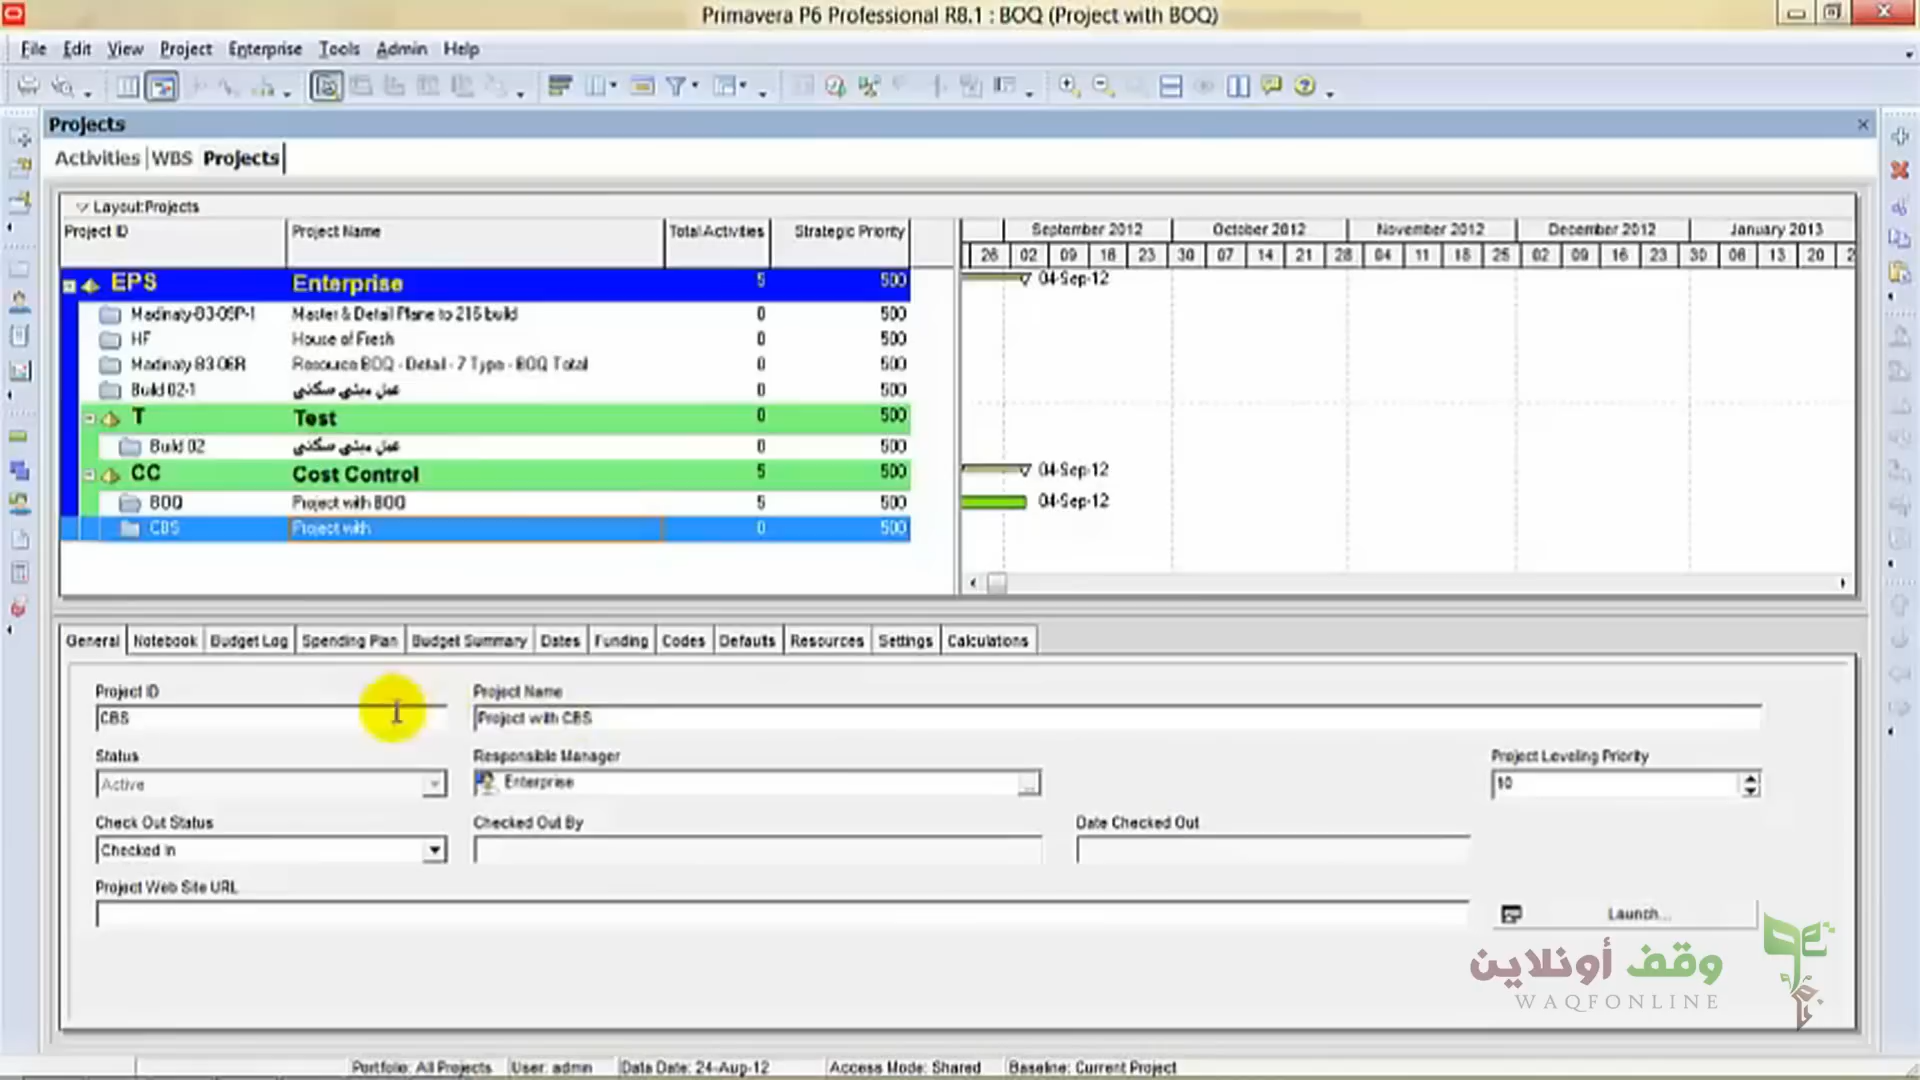 Primavera P6 Professional R8.1 : BOQ (Project with BOQ)
File Edit View Project Enterprise Tools Admin Help
Projects
Activities WBS Projects
Layout:Projects
Project ID Project Name Total Activities Strategic Priority
September 2012 October 2012 November 2012 December 2012 January 2013
26 02 09 16 23 30 07 14 21 28 04 11 18 25 02 09 16 23 30 06 13 20 2
EPS Enterprise 5 500 04-Sep-12
Madinaty-B3-09P-1 Master & Detail Plane to 216 build 0 500
HF House of Fresh 0 500
Madinaty-B3-06R Resource BOQ - Detail - 7 Type - BOQ Total 0 500
Build 02-1 عمل مبنى سكنى 0 500
T Test 0 500
Build 02 عمل مبنى سكنى 0 500
CC Cost Control 5 500 04-Sep-12
BOQ Project with BOQ 5 500 04-Sep-12
CBS Project with 0 500
General Notebook Budget Log Spending Plan Budget Summary Dates Funding Codes Defaults Resources Settings Calculations
Project ID Project Name
CBS Project with CBS
Status Responsible Manager Project Leveling Priority
Active Enterprise ... 10
Check Out Status Checked Out By Date Checked Out
Checked In
Project Web Site URL
Launch...
وقف أونلاين
WAQFONLINE
Portfolio: All Projects User: admin Data Date: 24-Aug-12 Access Mode: Shared Baseline: Current Project